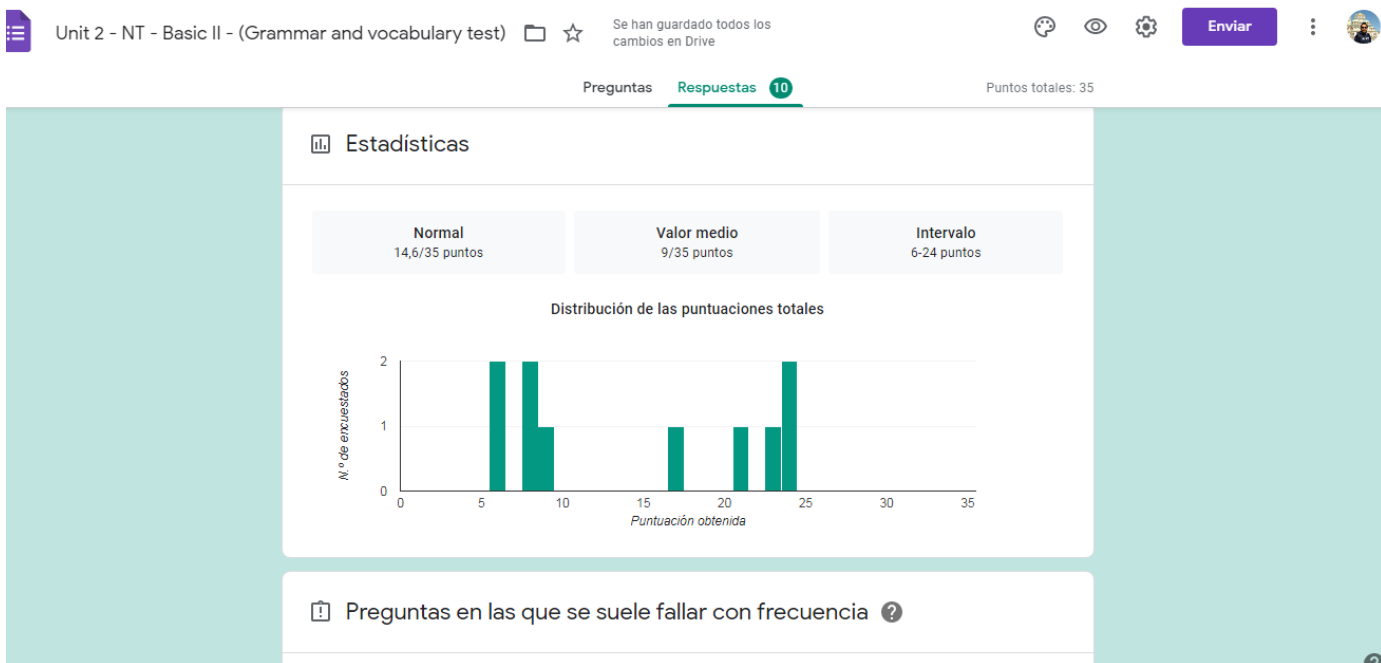 Unit 2 - NT - Basic II - (Grammar and vocabulary test)
Se han guardado todos los
cambios en Drive
Enviar
Preguntas
Respuestas 10
Puntos totales: 35
Estadísticas
Normal
14,6/35 puntos
Valor medio
9/35 puntos
Intervalo
6-24 puntos
Distribución de las puntuaciones totales
N.º de encuestados
2
1
0
0 5 10 15 20 25 30 35
Puntuación obtenida
Preguntas en las que se suele fallar con frecuencia ?